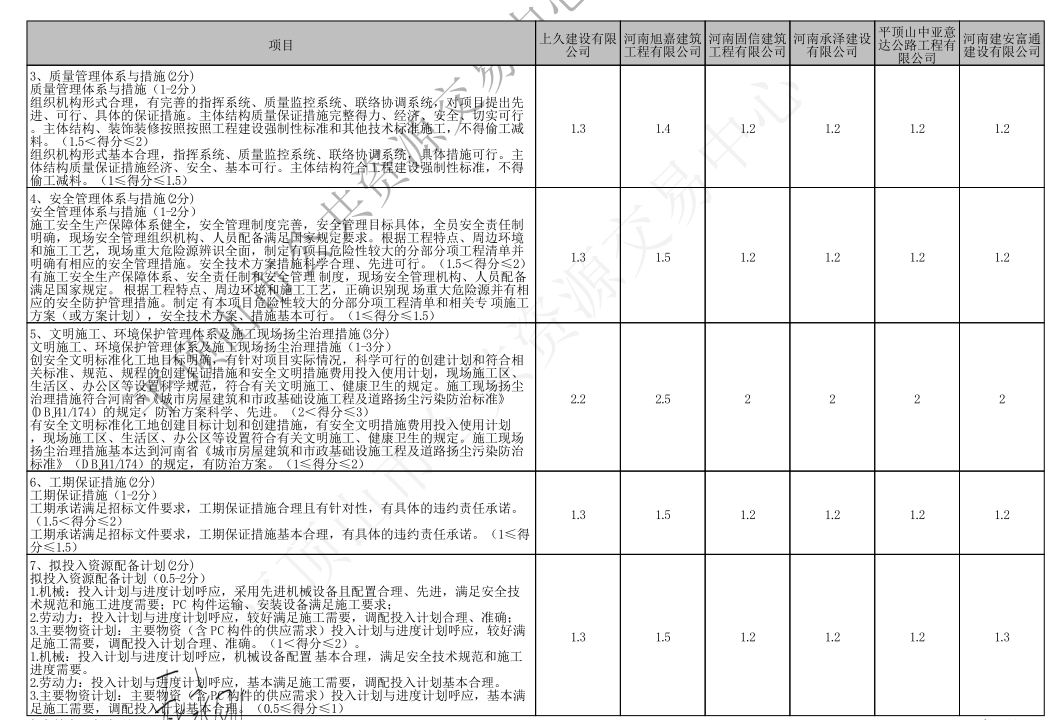 项目
上久建设有限
公司
河南旭嘉建筑
工程有限公司
河南固信建筑
工程有限公司
河南承泽建设
有限公司
平顶山中亚意
达公路工程有
限公司
河南建安富通
建设有限公司
3、质量管理体系与措施(2分)
质量管理体系与措施（1-2分）
组织机构形式合理，有完善的指挥系统、质量监控系统、联络协调系统，对项目提出先
进、可行、具体的保证措施。主体结构质量保证措施完整得力、经济、安全、切实可行
。主体结构、装饰装修按照按照工程建设强制性标准和其他技术标准施工，不得偷工减
料。（1.5＜得分≤2）
组织机构形式基本合理，指挥系统、质量监控系统、联络协调系统，具体措施可行。主
体结构质量保证措施经济、安全、基本可行。主体结构符合工程建设强制性标准，不得
偷工减料。（1≤得分≤1.5）
1.3 1.4 1.2 1.2 1.2 1.2
4、安全管理体系与措施(2分)
安全管理体系与措施（1-2分）
施工安全生产保障体系健全，安全管理制度完善，安全管理目标具体，全员安全责任制
明确，现场安全管理组织机构、人员配备满足国家规定要求。根据工程特点、周边环境
和施工工艺，现场重大危险源辨识全面，制定有项目危险性较大的分部分项工程清单并
明确有相应的安全管理措施。安全技术方案措施科学合理、先进可行。（1.5＜得分≤2）
有施工安全生产保障体系、安全责任制和安全管理 制度，现场安全管理机构、人员配备
满足国家规定。 根据工程特点、周边环境和施工工艺，正确识别现 场重大危险源并有相
应的安全防护管理措施。制定 有本项目危险性较大的分部分项工程清单和相关专 项施工
方案（或方案计划），安全技术方案、措施基本可行。（1≤得分≤1.5）
1.3 1.5 1.2 1.2 1.2 1.2
5、文明施工、环境保护管理体系及施工现场扬尘治理措施(3分)
文明施工、环境保护管理体系及施工现场扬尘治理措施（1-3分）
创安全文明标准化工地目标明确，有针对项目实际情况，科学可行的创建计划和符合相
关标准、规范、规程的创建保证措施和安全文明措施费用投入使用计划，现场施工区、
生活区、办公区等设置科学规范，符合有关文明施工、健康卫生的规定。施工现场扬尘
治理措施符合河南省《城市房屋建筑和市政基础设施工程及道路扬尘污染防治标准》
（DBJ41/174）的规定，防治方案科学、先进。（2＜得分≤3）
有安全文明标准化工地创建目标计划和创建措施，有安全文明措施费用投入使用计划
，现场施工区、生活区、办公区等设置符合有关文明施工、健康卫生的规定。施工现场
扬尘治理措施基本达到河南省《城市房屋建筑和市政基础设施工程及道路扬尘污染防治
标准》（DBJ41/174）的规定，有防治方案。（1≤得分≤2）
2.2 2.5 2 2 2 2
6、工期保证措施(2分)
工期保证措施（1-2分）
工期承诺满足招标文件要求，工期保证措施合理且有针对性，有具体的违约责任承诺。
（1.5＜得分≤2）
工期承诺满足招标文件要求，工期保证措施基本合理，有具体的违约责任承诺。（1≤得
分≤1.5）
1.3 1.5 1.2 1.2 1.2 1.2
7、拟投入资源配备计划(2分)
拟投入资源配备计划（0.5-2分）
1.机械：投入计划与进度计划呼应，采用先进机械设备且配置合理、先进，满足安全技
术规范和施工进度需要；PC 构件运输、安装设备满足施工要求；
2.劳动力：投入计划与进度计划呼应，较好满足施工需要，调配投入计划合理、准确；
3.主要物资计划：主要物资（含PC构件的供应需求）投入计划与进度计划呼应，较好满
足施工需要，调配投入计划合理、准确。（1＜得分≤2）。
1.机械：投入计划与进度计划呼应，机械设备配置 基本合理，满足安全技术规范和施工
进度需要。
2.劳动力：投入计划与进度计划呼应，基本满足施工需要，调配投入计划基本合理。
3.主要物资计划：主要物资（含PC构件的供应需求）投入计划与进度计划呼应，基本满
足施工需要，调配投入计划基本合理。（0.5≤得分≤1）
1.3 1.5 1.2 1.2 1.2 1.3